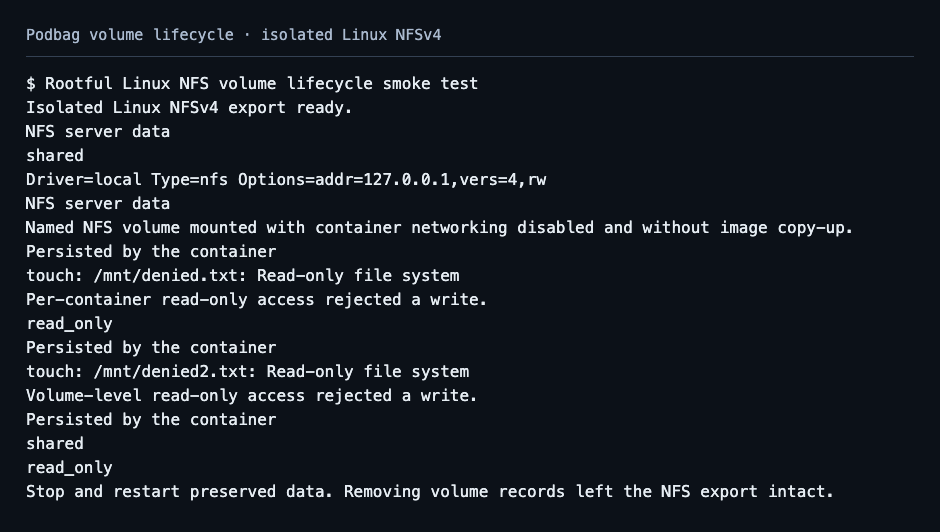 Podbag volume lifecycle · isolated Linux NFSv4
$ Rootful Linux NFS volume lifecycle smoke test
Isolated Linux NFSv4 export ready.
NFS server data
shared
Driver=local Type=nfs Options=addr=127.0.0.1,vers=4,rw
NFS server data
Named NFS volume mounted with container networking disabled and without image copy-up.
Persisted by the container
touch: /mnt/denied.txt: Read-only file system
Per-container read-only access rejected a write.
read_only
Persisted by the container
touch: /mnt/denied2.txt: Read-only file system
Volume-level read-only access rejected a write.
Persisted by the container
shared
read_only
Stop and restart preserved data. Removing volume records left the NFS export intact.